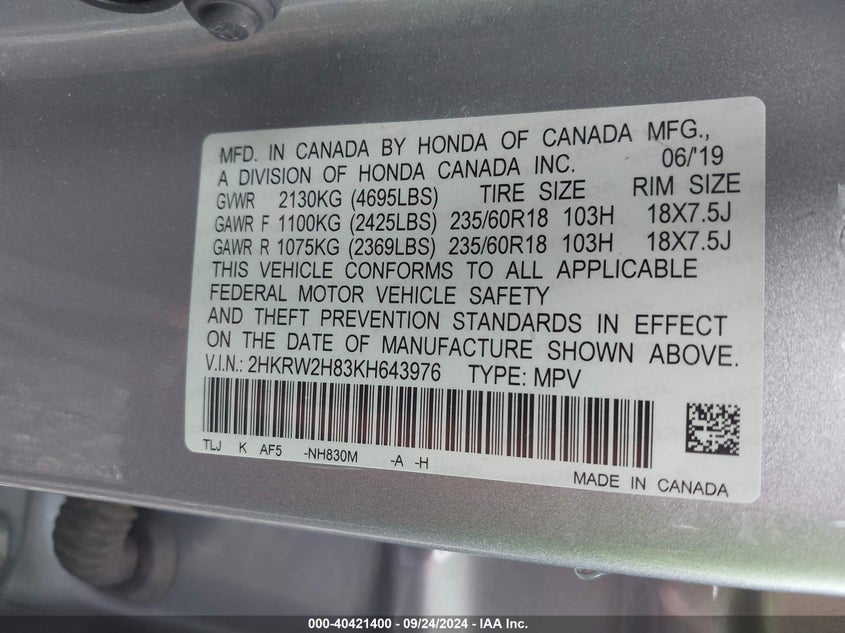 MFD. IN CANADA BY HONDA OF CANADA MFG.,
A DIVISION OF HONDA CANADA INC. 06/'19
GVWR 2130KG (4695LBS) TIRE SIZE RIM SIZE
GAWR F 1100KG (2425LBS) 235/60R18 103H 18X7.5J
GAWR R 1075KG (2369LBS) 235/60R18 103H 18X7.5J
THIS VEHICLE CONFORMS TO ALL APPLICABLE
FEDERAL MOTOR VEHICLE SAFETY
AND THEFT PREVENTION STANDARDS IN EFFECT
ON THE DATE OF MANUFACTURE SHOWN ABOVE.
V.I.N.: 2HKRW2H83KH643976 TYPE: MPV
TLJ K AF5 -NH830M -A -H
MADE IN CANADA
000-40421400 - 09/24/2024 - IAA Inc.